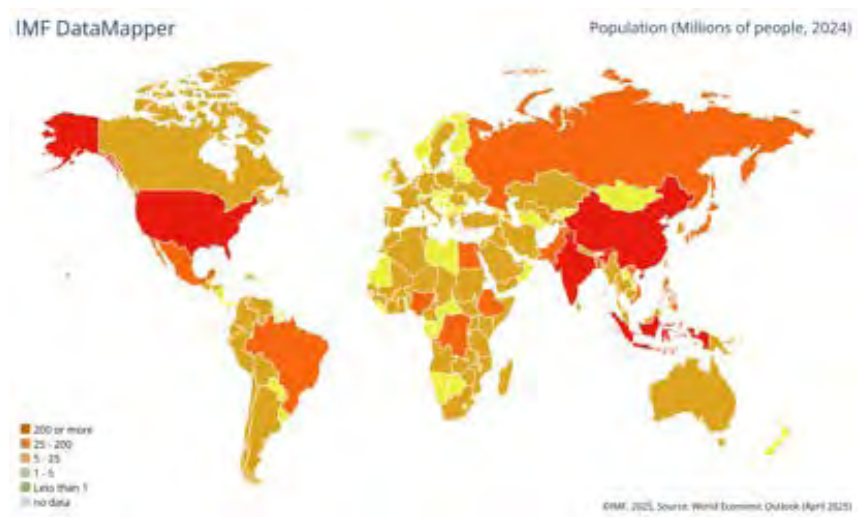 IMF DataMapper
Population (Millions of people, 2024)
200 or more
25 - 200
5 - 25
1 - 5
Less than 1
no data
©IMF, 2025, Source: World Economic Outlook (April 2025)